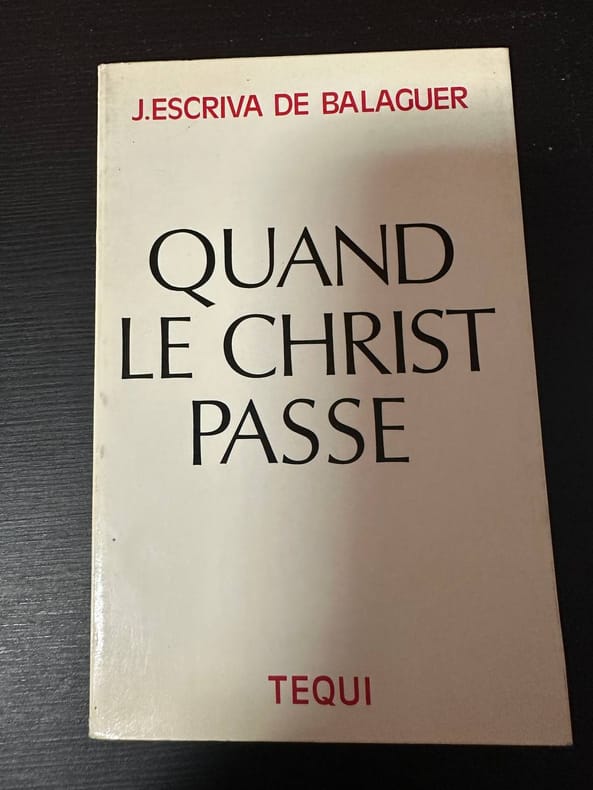 J.ESCRIVA DE BALAGUER
QUAND
LE CHRIST
PASSE
TEQUI